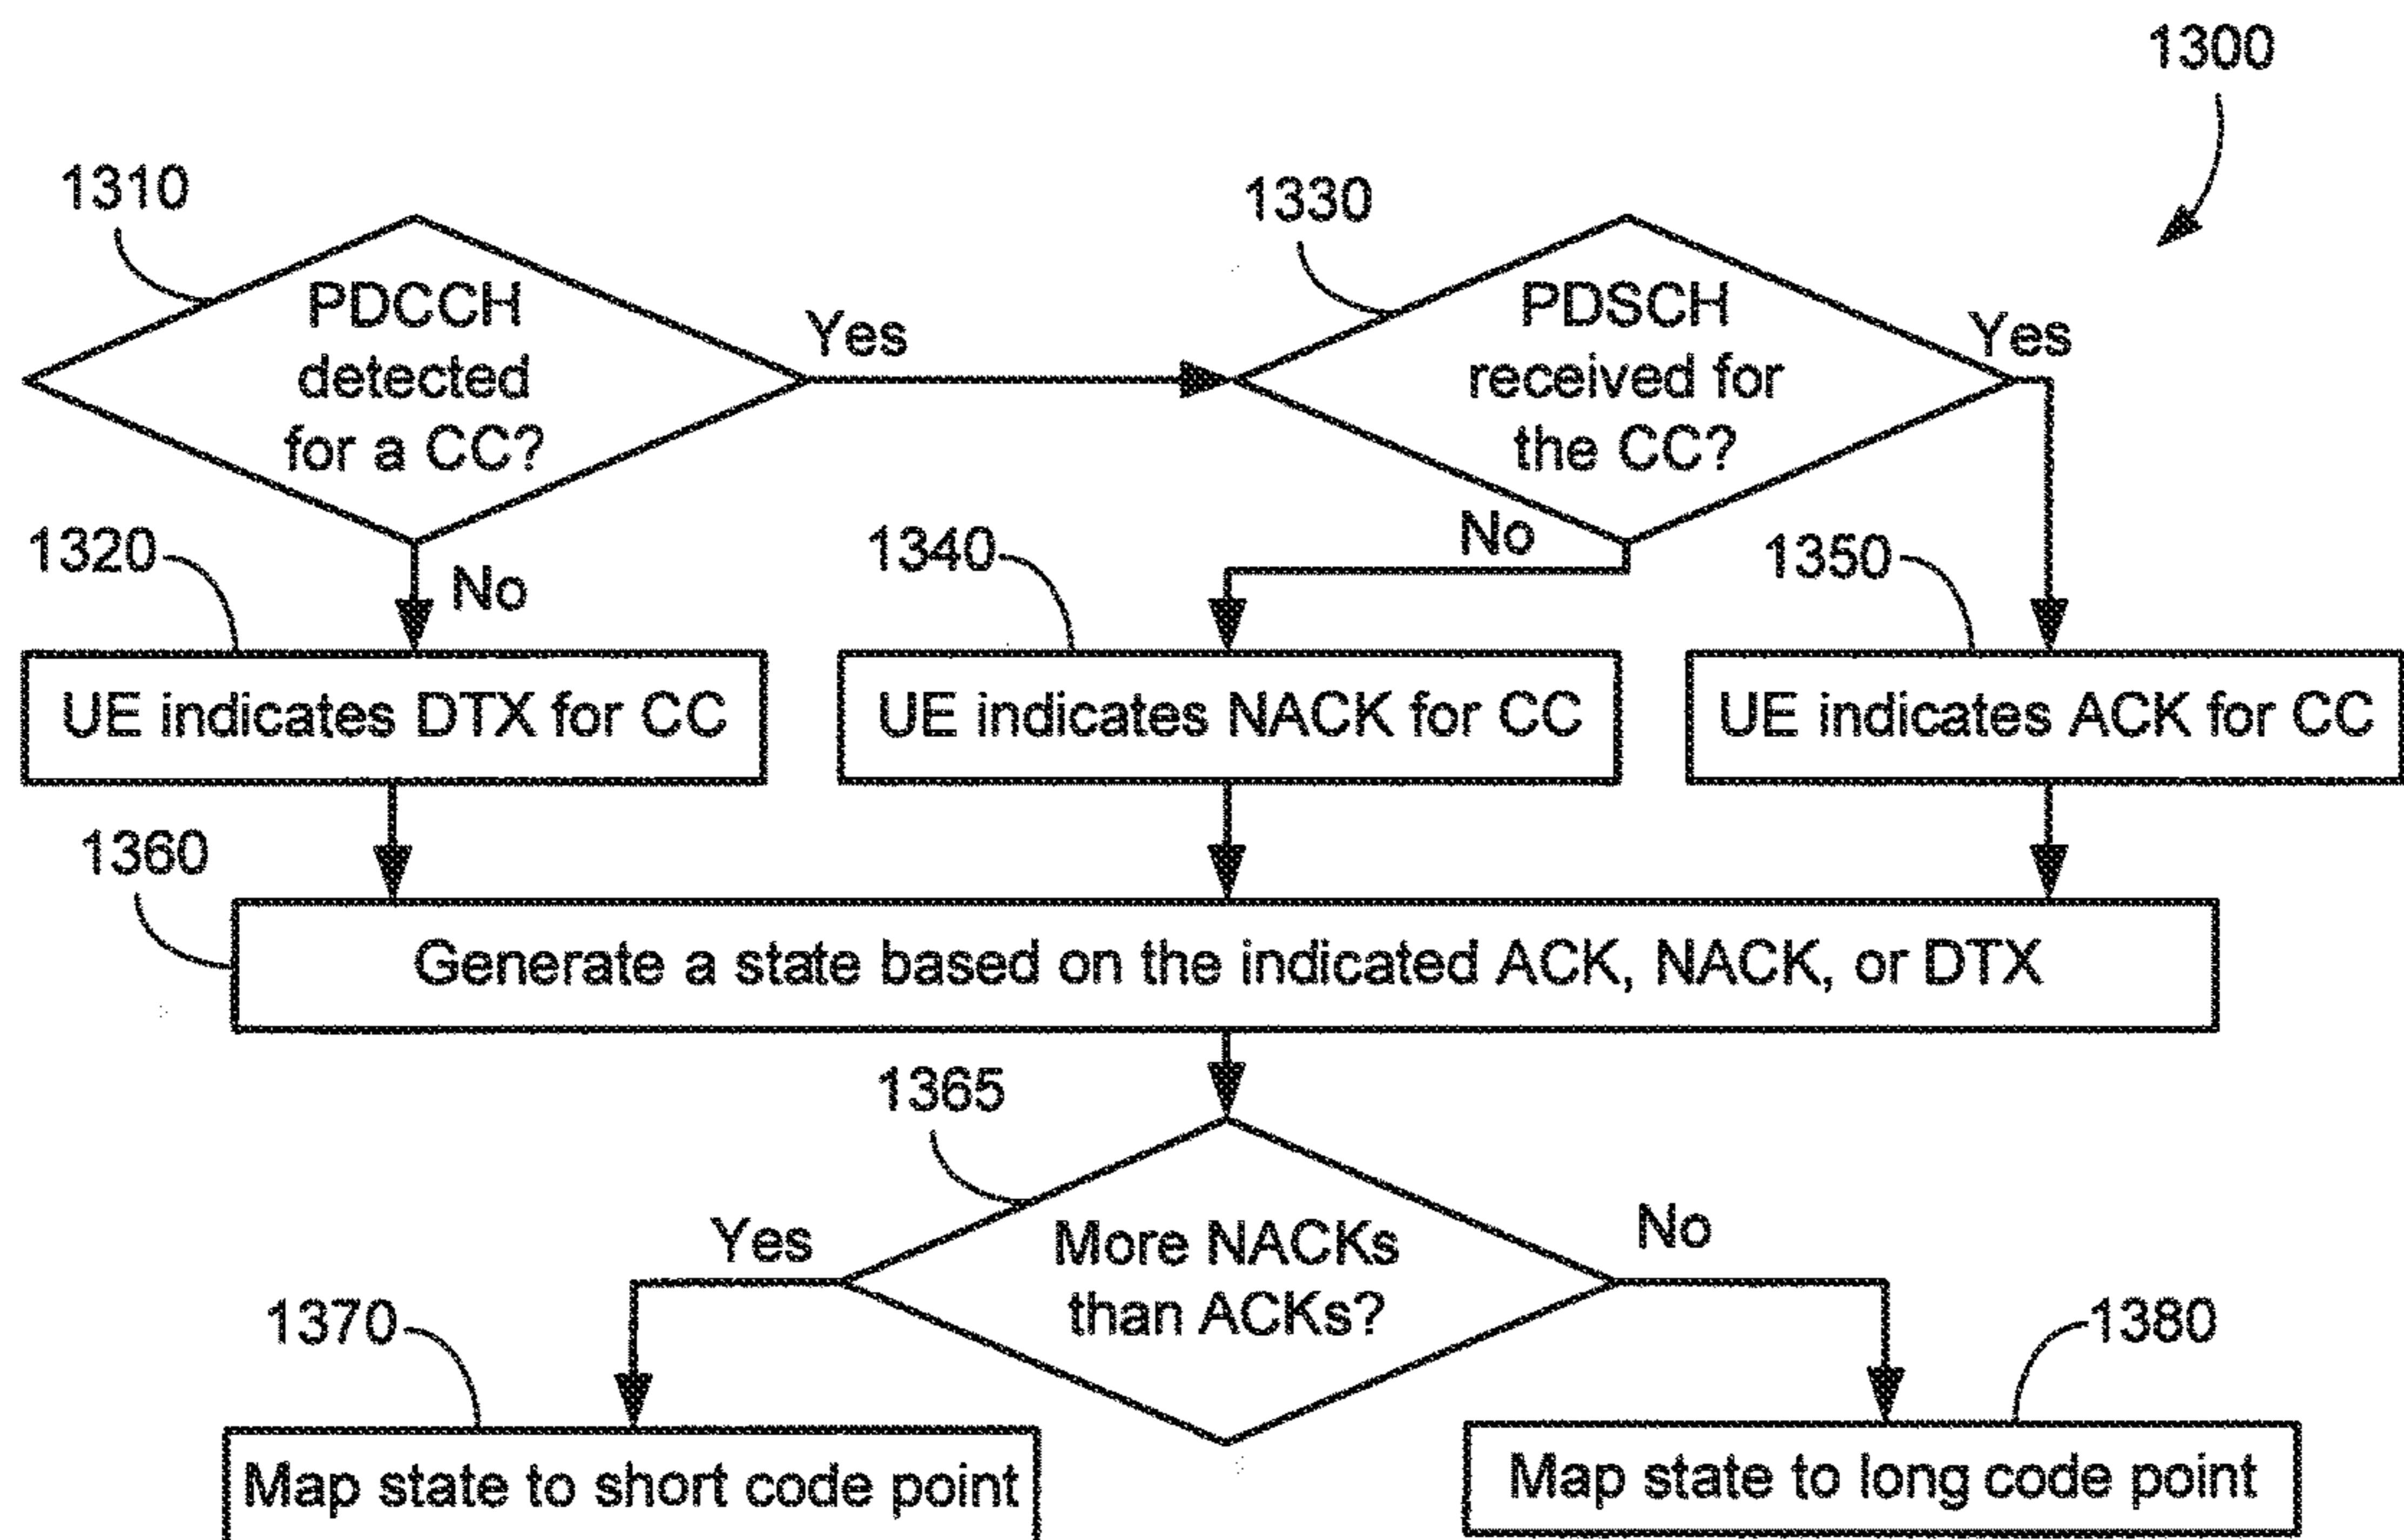 1300
1310
1330
PDCCH
detected
for a CC?
Yes
PDSCH
received for
the CC?
Yes
1320
No
1340
No
1350
UE indicates DTX for CC
UE indicates NACK for CC
UE indicates ACK for CC
1360
Generate a state based on the indicated ACK, NACK, or DTX
1365
More NACKs
than ACKs?
Yes
No
1370
1380
Map state to short code point
Map state to long code point